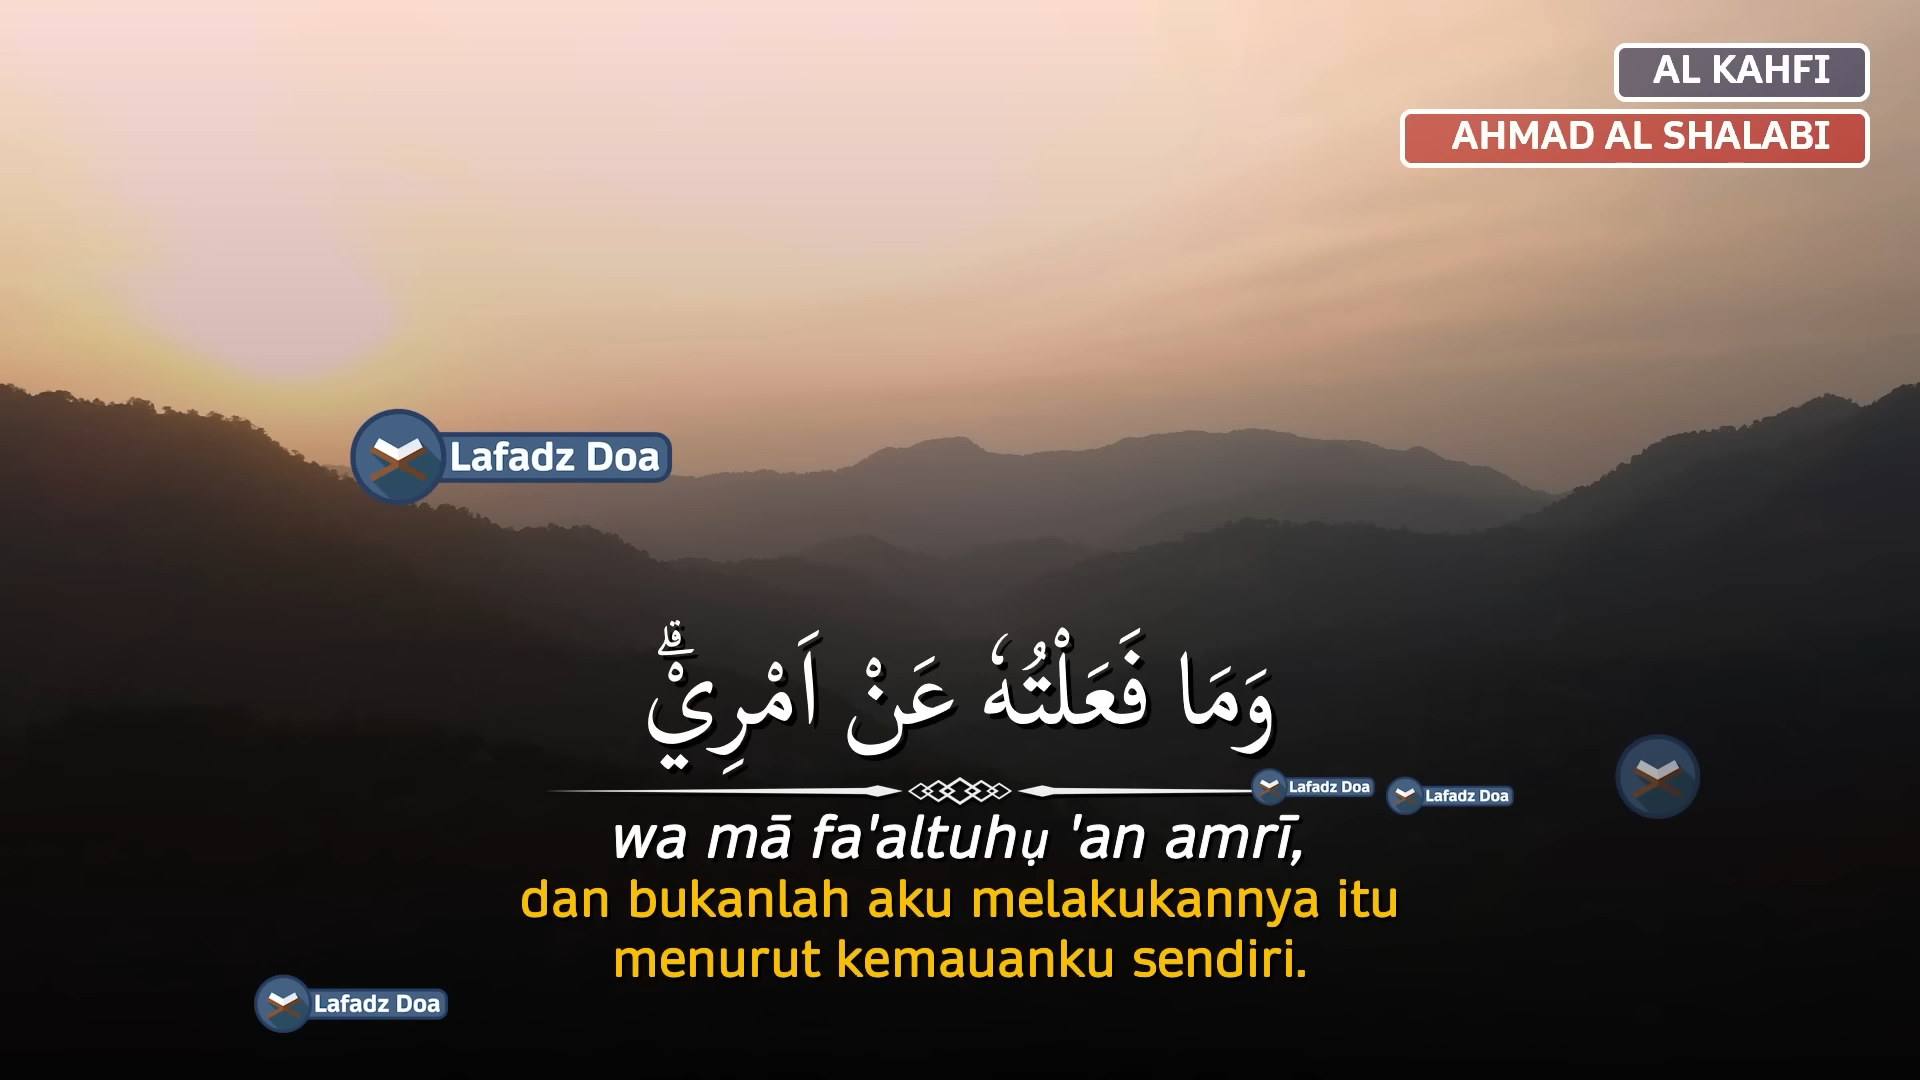 AL KAHFI
AHMAD AL SHALABI
Lafadz Doa
وَمَا فَعَلْتُهٗ عَنْ اَمْرِيْۗ
Lafadz Doa
Lafadz Doa
wa mā fa'altuhụ 'an amrī,
dan bukanlah aku melakukannya itu
menurut kemauanku sendiri.
Lafadz Doa